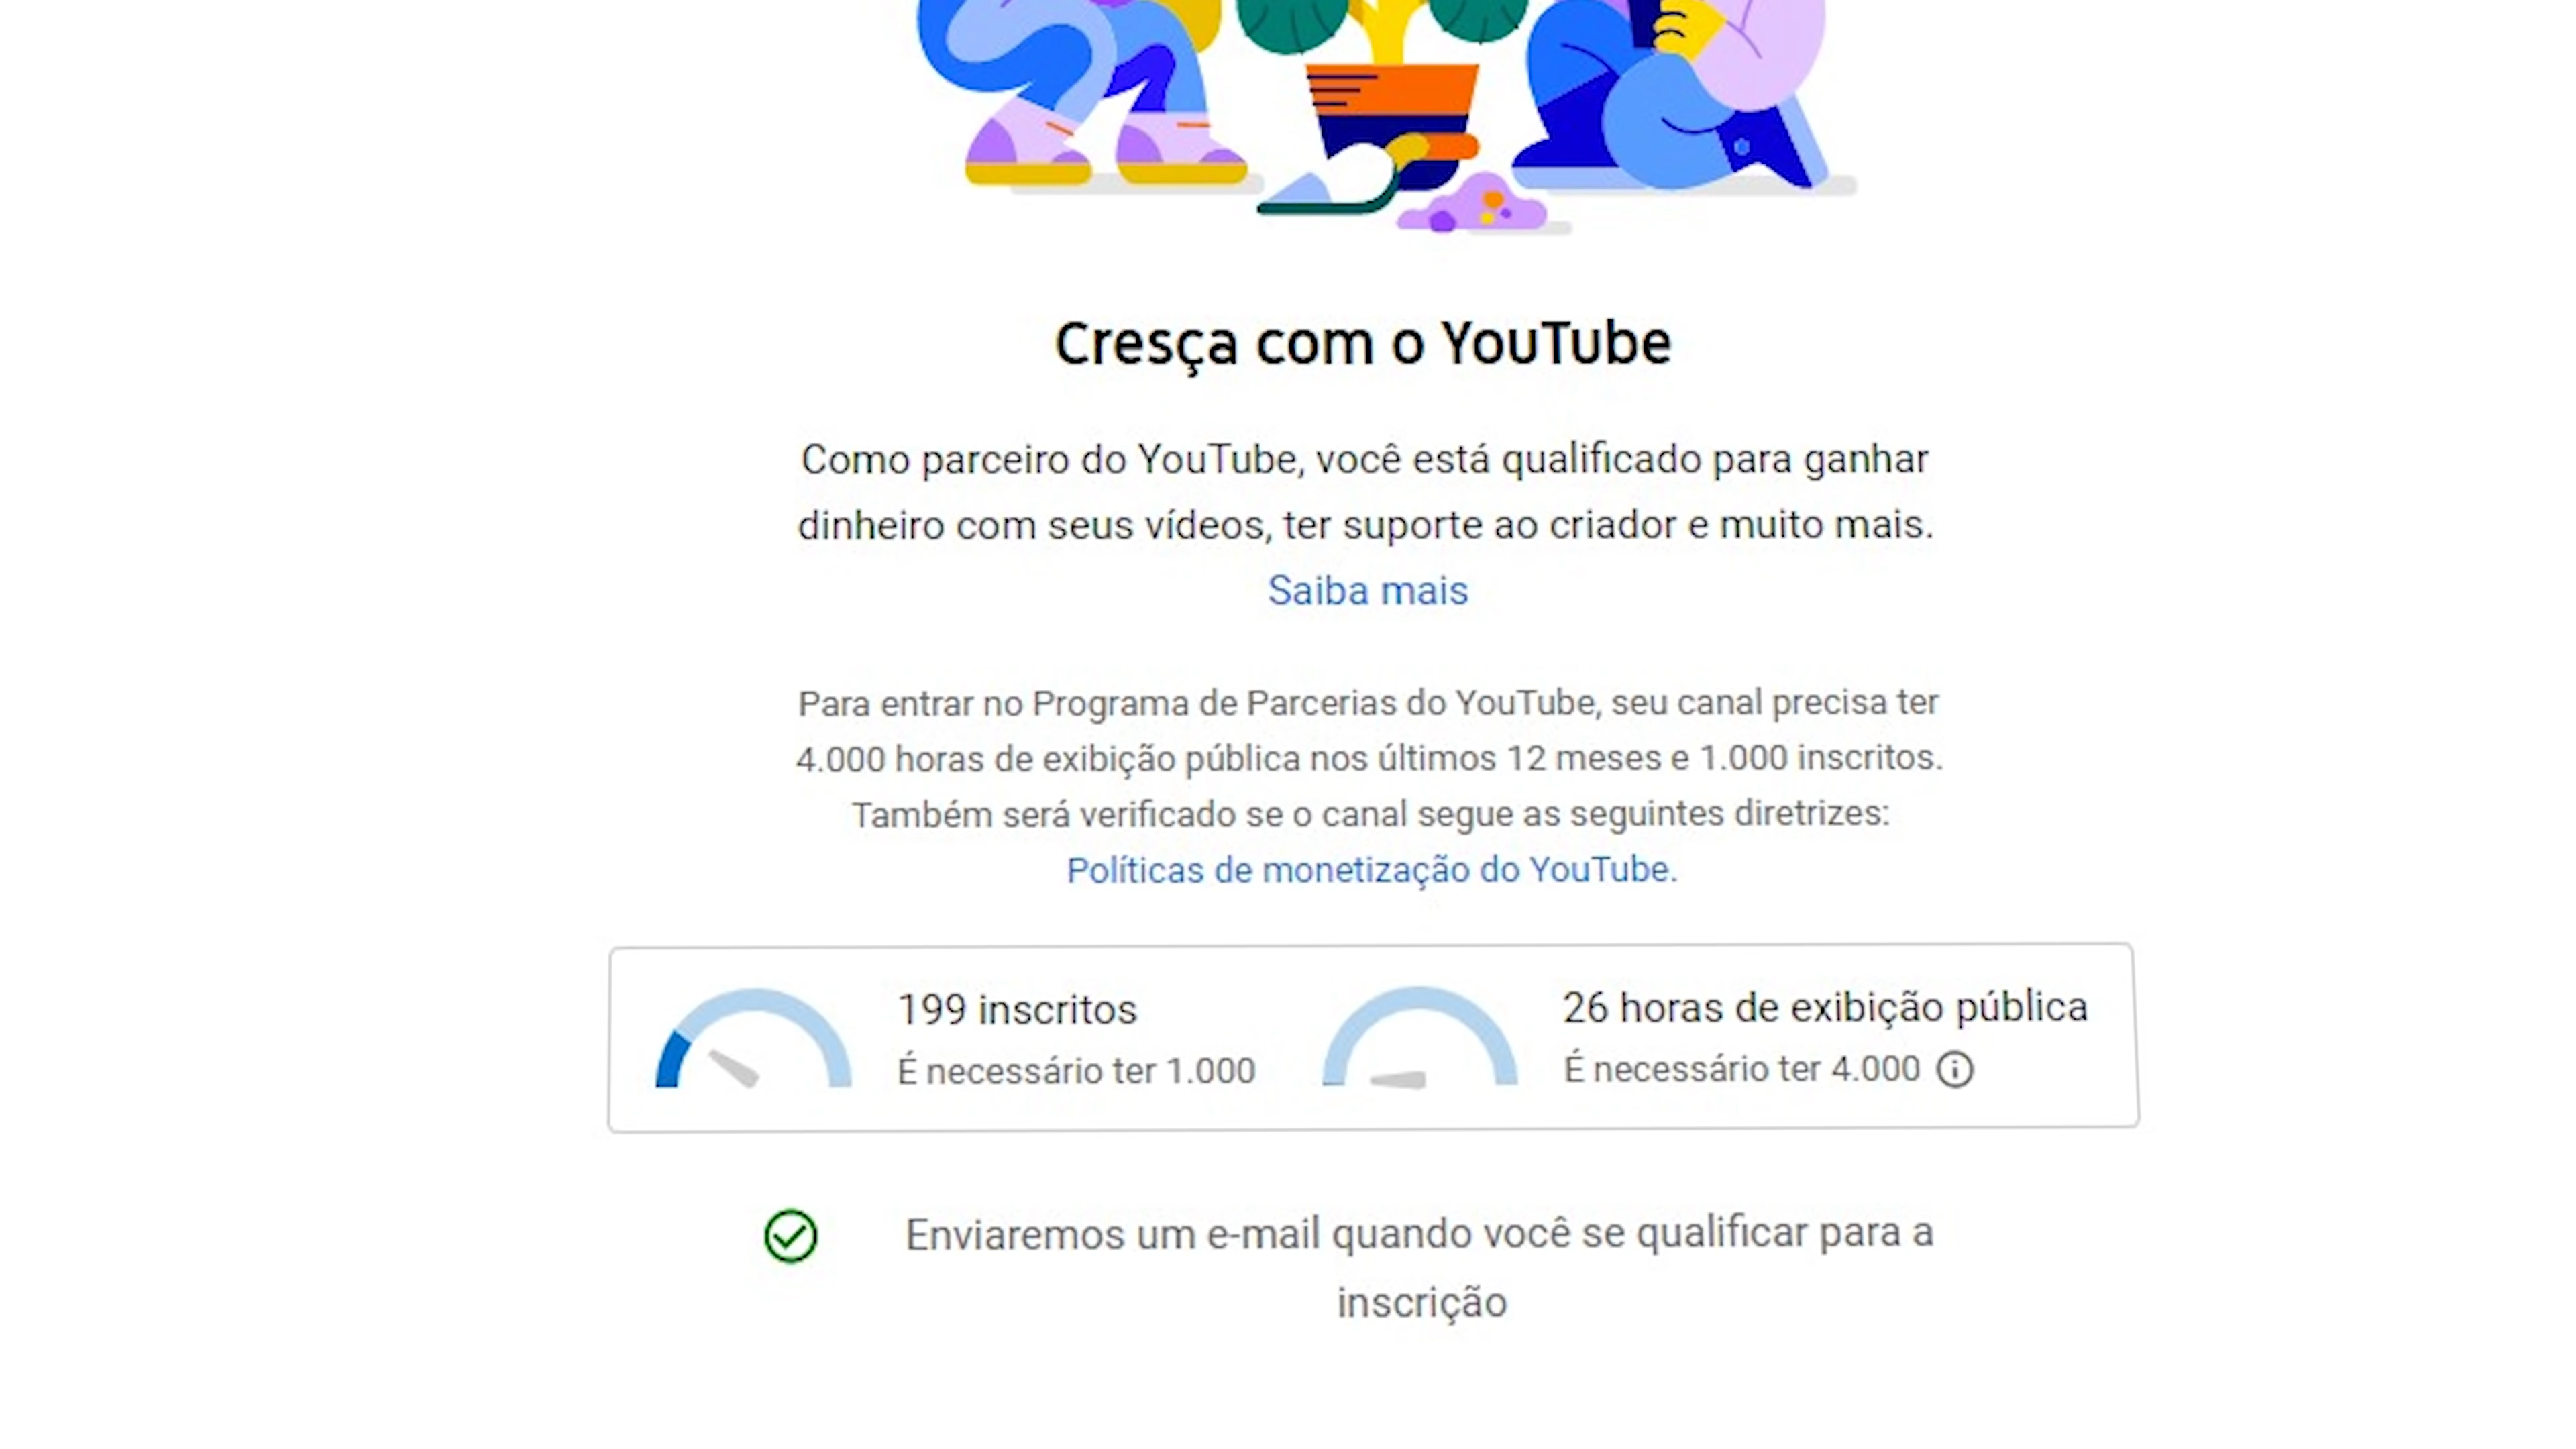 Cresça com o YouTube
Como parceiro do YouTube, você está qualificado para ganhar
dinheiro com seus vídeos, ter suporte ao criador e muito mais.
Saiba mais
Para entrar no Programa de Parcerias do YouTube, seu canal precisa ter
4.000 horas de exibição pública nos últimos 12 meses e 1.000 inscritos.
Também será verificado se o canal segue as seguintes diretrizes:
Políticas de monetização do YouTube.
199 inscritos
É necessário ter 1.000
26 horas de exibição pública
É necessário ter 4.000
Enviaremos um e-mail quando você se qualificar para a
inscrição